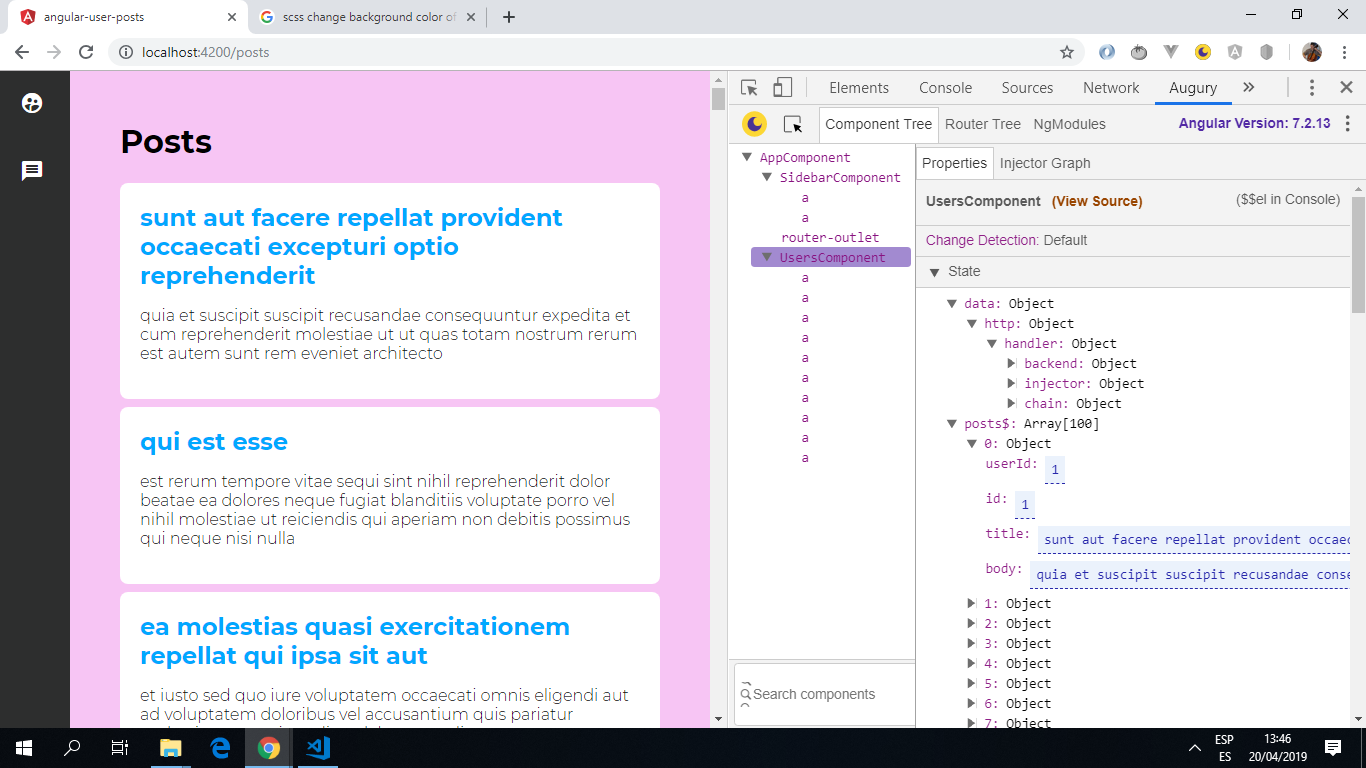 angular-user-posts
scss change background color of
localhost:4200/posts
Posts
sunt aut facere repellat provident
occaecati excepturi optio
reprehenderit
quia et suscipit suscipit recusandae consequuntur expedita et
cum reprehenderit molestiae ut ut quas totam nostrum rerum
est autem sunt rem eveniet architecto
qui est esse
est rerum tempore vitae sequi sint nihil reprehenderit dolor
beatae ea dolores neque fugiat blanditiis voluptate porro vel
nihil molestiae ut reiciendis qui aperiam non debitis possimus
qui neque nisi nulla
ea molestias quasi exercitationem
repellat qui ipsa sit aut
et iusto sed quo iure voluptatem occaecati omnis eligendi aut
ad voluptatem doloribus vel accusantium quis pariatur
Elements Console Sources Network Augury
Component Tree Router Tree NgModules
Angular Version: 7.2.13
AppComponent
SidebarComponent
a
a
router-outlet
UsersComponent
a
a
a
a
a
a
a
a
a
a
Search components
Properties Injector Graph
UsersComponent (View Source) ($$el in Console)
Change Detection: Default
State
data: Object
http: Object
handler: Object
backend: Object
injector: Object
chain: Object
posts$: Array[100]
0: Object
userId: 1
id: 1
title: sunt aut facere repellat provident occaec
body: quia et suscipit suscipit recusandae conse
1: Object
2: Object
3: Object
4: Object
5: Object
6: Object
7: Object
ESP
ES
13:46
20/04/2019